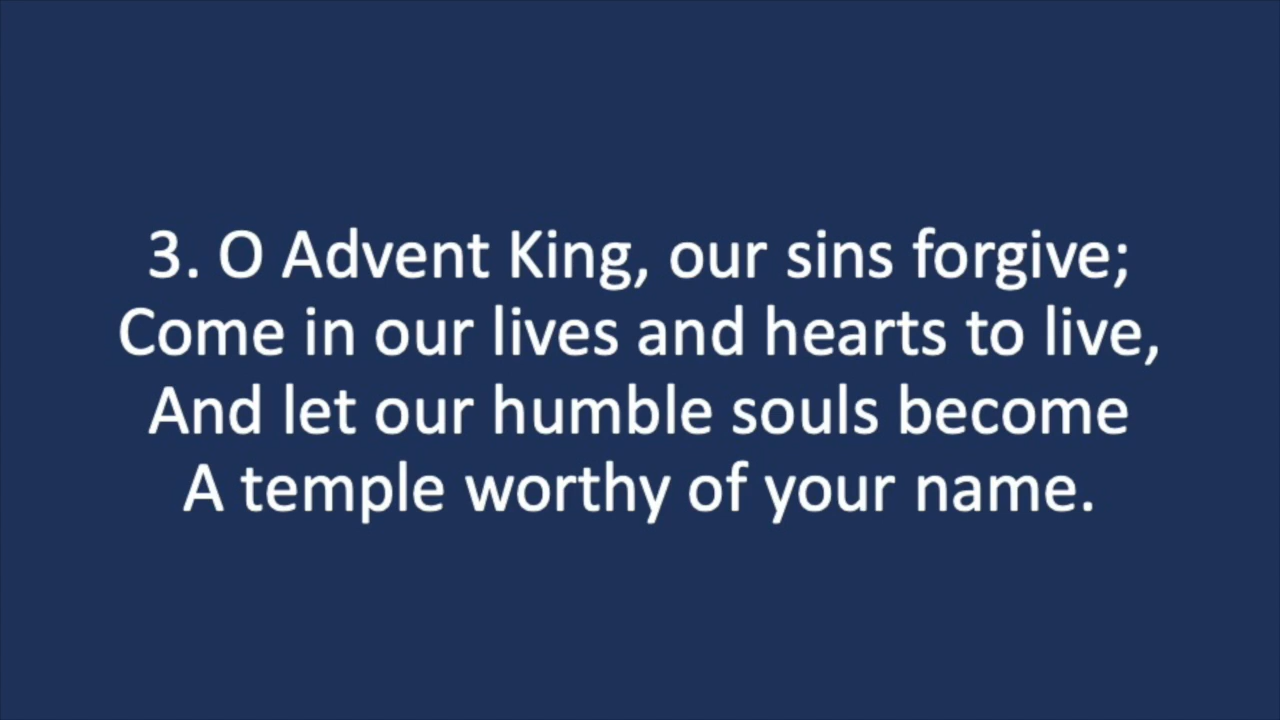 3. O Advent King, our sins forgive;
Come in our lives and hearts to live,
And let our humble souls become
A temple worthy of your name.